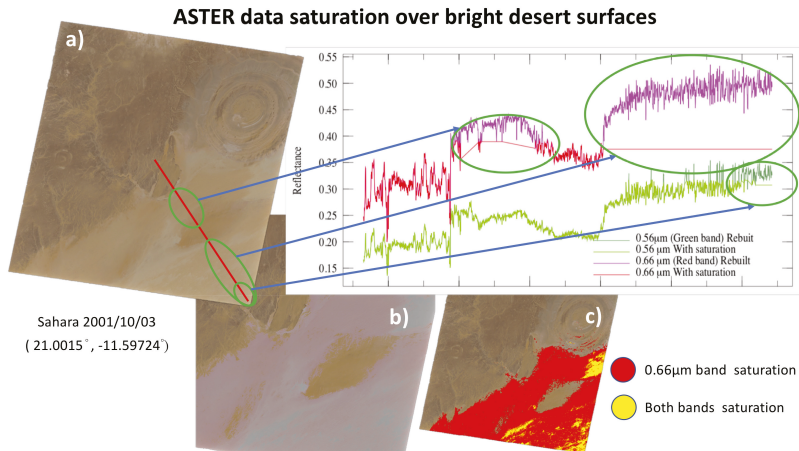 ASTER data saturation over bright desert surfaces
a)
0.55
0.50
0.45
0.40
0.35
0.30
0.25
0.20
0.15
Reflectance
0.56μm (Green band) Rebuit
0.56 μm With saturation
0.66 μm (Red band) Rebuilt
0.66 μm With saturation
Sahara 2001/10/03
( 21.0015°, -11.59724°)
b)
c)
0.66μm band saturation
Both bands saturation